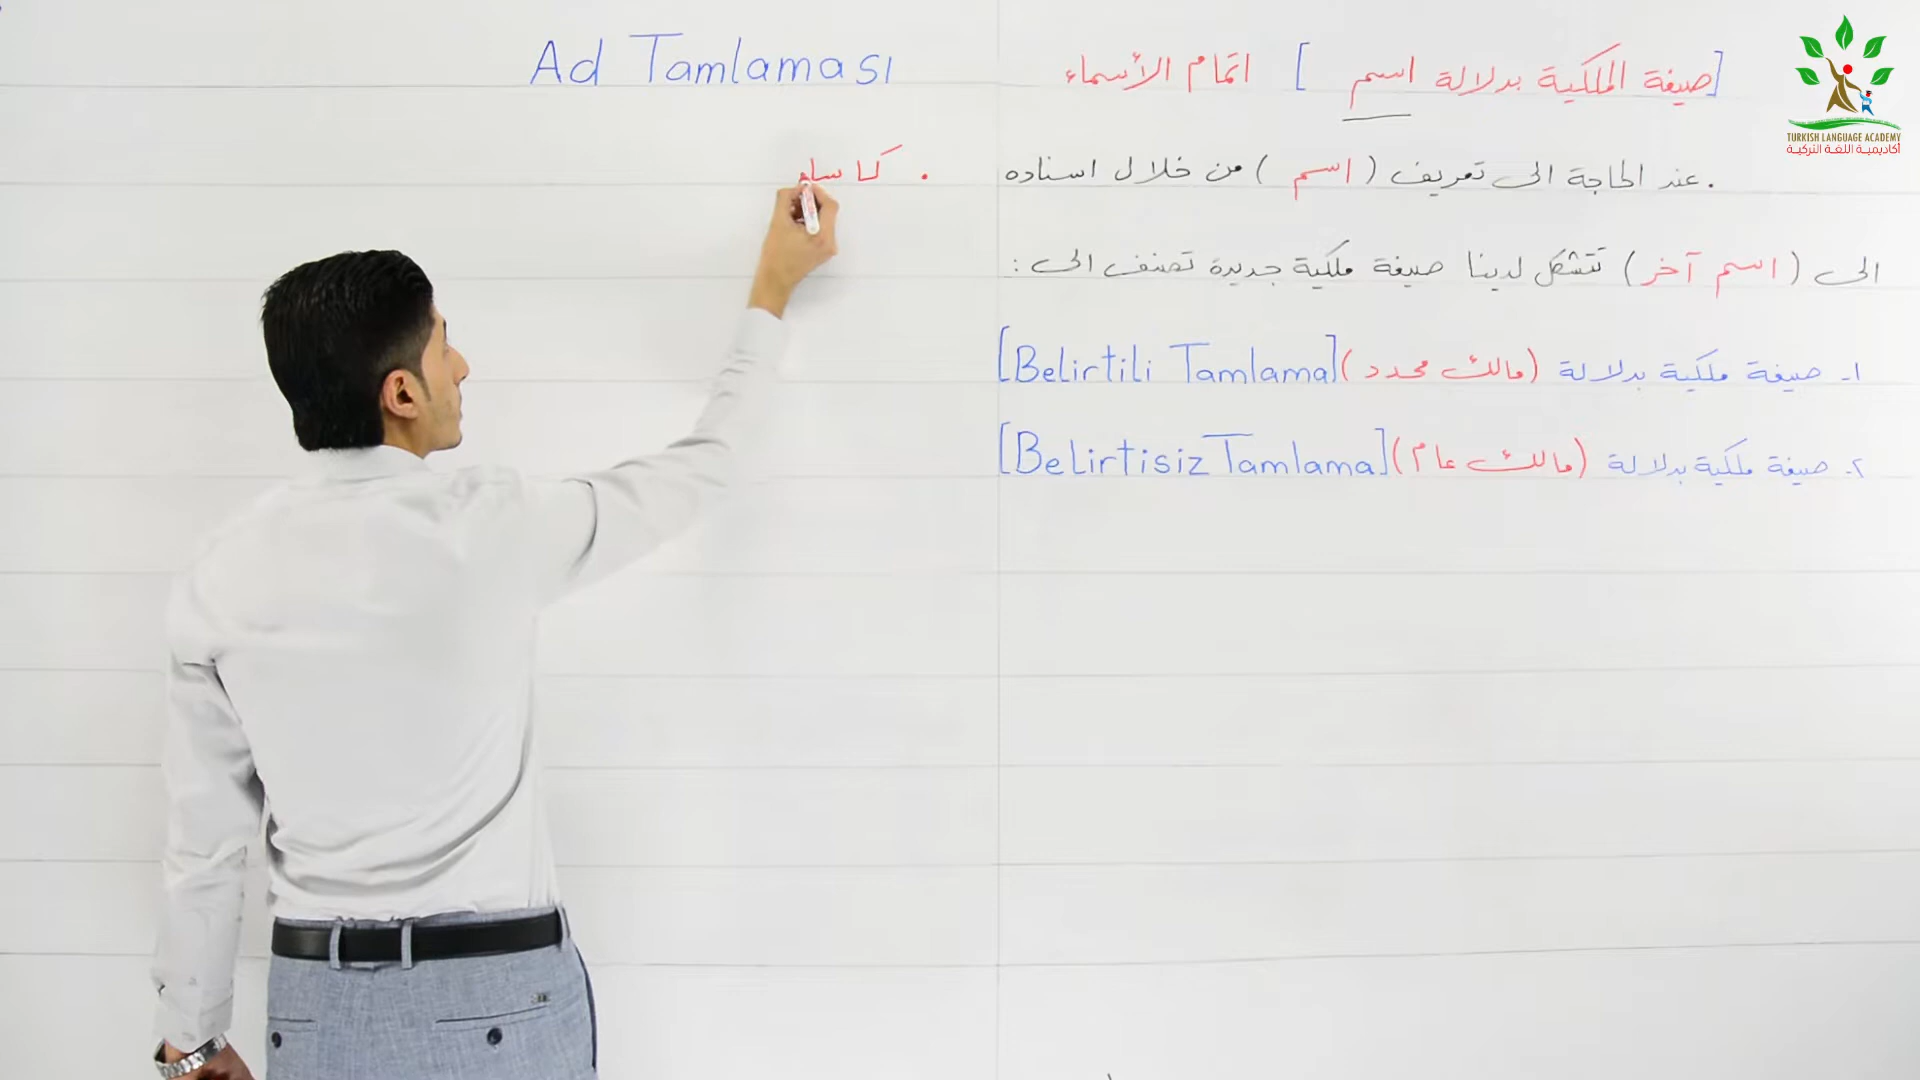 Ad Tamlaması
اتمام الأسماء [صيغة الملكية بدلالة اسم]
. عند الحاجة الى تعريف (اسم) من خلال اسناده
الى (اسم آخر) تتشكل لدينا صيغة ملكية جديدة تصنف الى :
١- صيغة ملكية بدلالة (مالك محدد) [Belirtili Tamlama]
٢- صيغة ملكية بدلالة (مالك عام) [Belirtisiz Tamlama]
TURKISH LANGUAGE ACADEMY
أكاديمية اللغة التركية